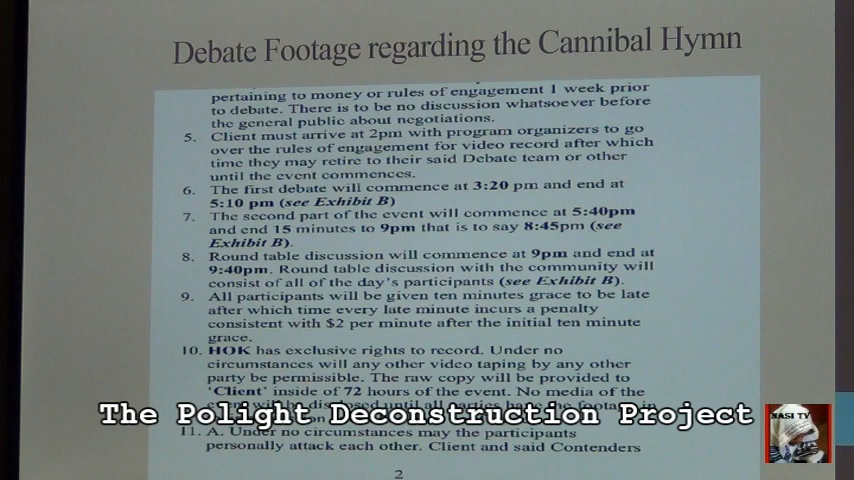 Debate Footage regarding the Cannibal Hymn
pertaining to money or rules of engagement 1 week prior
to debate. There is to be no discussion whatsoever before
the general public about negotiations.
5. Client must arrive at 2pm with program organizers to go
over the rules of engagement for video record after which
time they may retire to their said Debate team or other
until the event commences.
6. The first debate will commence at 3:20 pm and end at
5:10 pm (see Exhibit B)
7. The second part of the event will commence at 5:40pm
and end 15 minutes to 9pm that is to say 8:45pm (see
Exhibit B).
8. Round table discussion will commence at 9pm and end at
9:40pm. Round table discussion with the community will
consist of all of the day's participants (see Exhibit B).
9. All participants will be given ten minutes grace to be late
after which time every late minute incurs a penalty
consistent with $2 per minute after the initial ten minute
grace.
10. HOK has exclusive rights to record. Under no
circumstances will any other video taping by any other
party be permissible. The raw copy will be provided to
'Client' inside of 72 hours of the event. No media of the
event will be disclosed until all parties have the footage in
The Polight Deconstruction Project
NASI TV
11. A. Under no circumstances may the participants
personally attack each other. Client and said Contenders
2